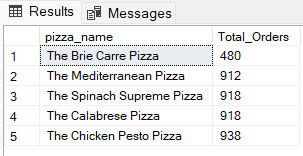 Results Messages
pizza_name Total_Orders
1 The Brie Carre Pizza 480
2 The Mediterranean Pizza 912
3 The Spinach Supreme Pizza 918
4 The Calabrese Pizza 918
5 The Chicken Pesto Pizza 938